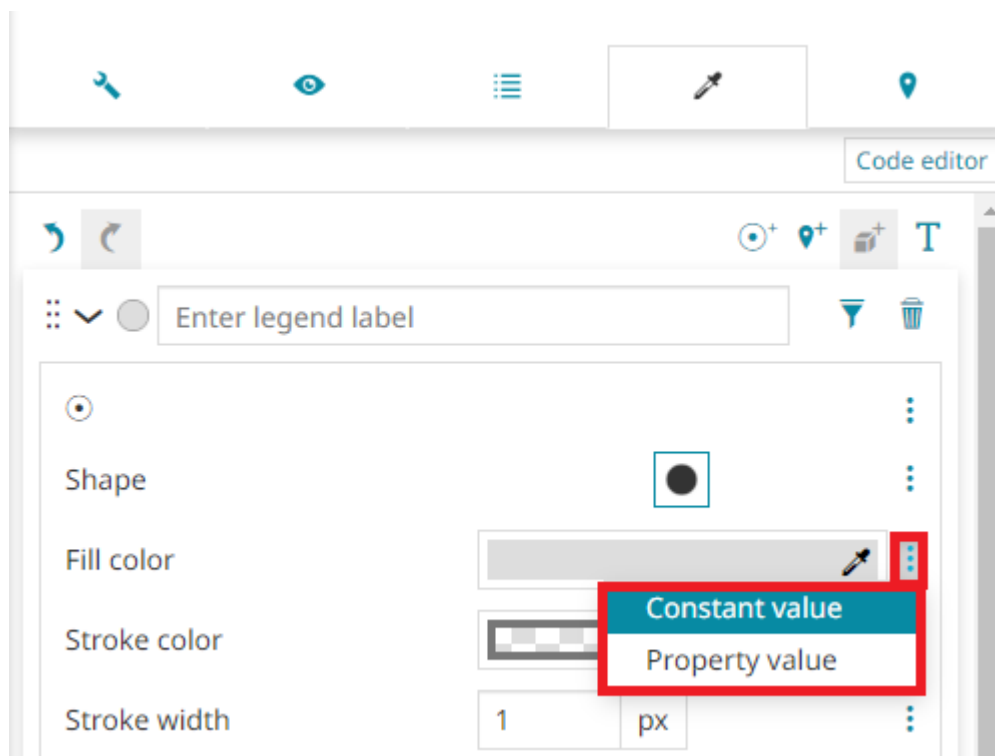 Code editor
T
Enter legend label
Shape
Fill color
Constant value
Stroke color
Property value
Stroke width
1
px